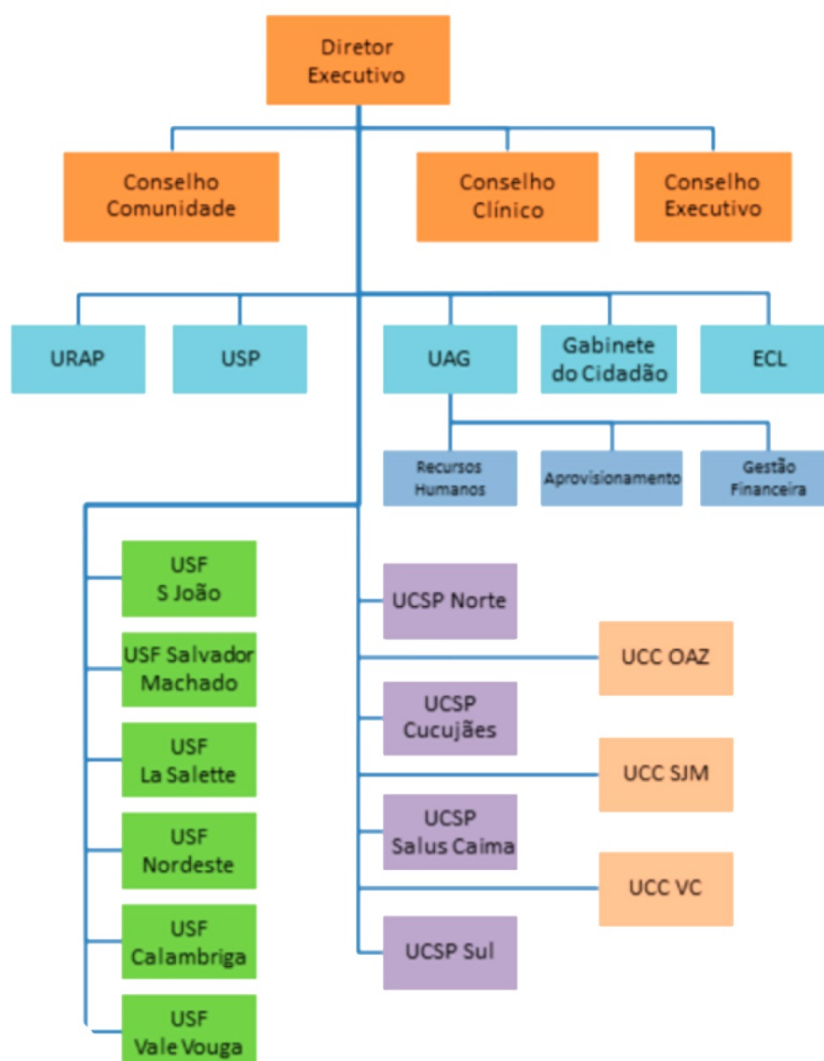 Diretor
Executivo
Conselho
Comunidade
Conselho
Clínico
Conselho
Executivo
URAP
USP
UAG
Gabinete
do Cidadão
ECL
Recursos
Humanos
Aprovisionamento
Gestão
Financeira
USF
S João
USF Salvador
Machado
USF
La Salette
USF
Nordeste
USF
Calambriga
USF
Vale Vouga
UCSP Norte
UCSP
Cucujães
UCSP
Salus Caima
UCSP Sul
UCC OAZ
UCC SJM
UCC VC